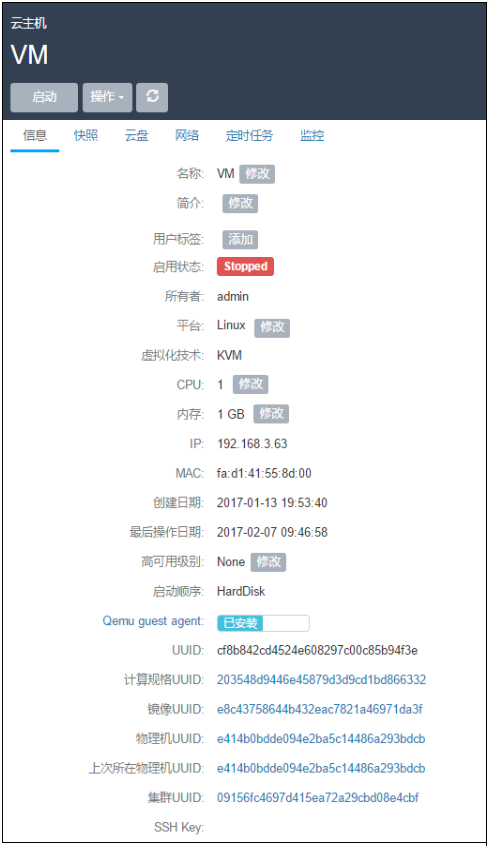 云主机
VM
启动 操作
信息 快照 云盘 网络 定时任务 监控
名称: VM 修改
简介: 修改
用户标签: 添加
启用状态: Stopped
所有者: admin
平台: Linux 修改
虚拟化技术: KVM
CPU: 1 修改
内存: 1 GB 修改
IP: 192.168.3.63
MAC: fa:d1:41:55:8d:00
创建日期: 2017-01-13 19:53:40
最后操作日期: 2017-02-07 09:46:58
高可用级别: None 修改
启动顺序: HardDisk
Qemu guest agent: 已安装
UUID: cf8b842cd4524e608297c00c85b94f3e
计算规格UUID: 203548d9446e45879d3d9cd1bd866332
镜像UUID: e8c43758644b432eac7821a46971da3f
物理机UUID: e414b0bdde094e2ba5c14486a293bdcb
上次所在物理机UUID: e414b0bdde094e2ba5c14486a293bdcb
集群UUID: 09156fc4697d415ea72a29cbd08e4cbf
SSH Key: